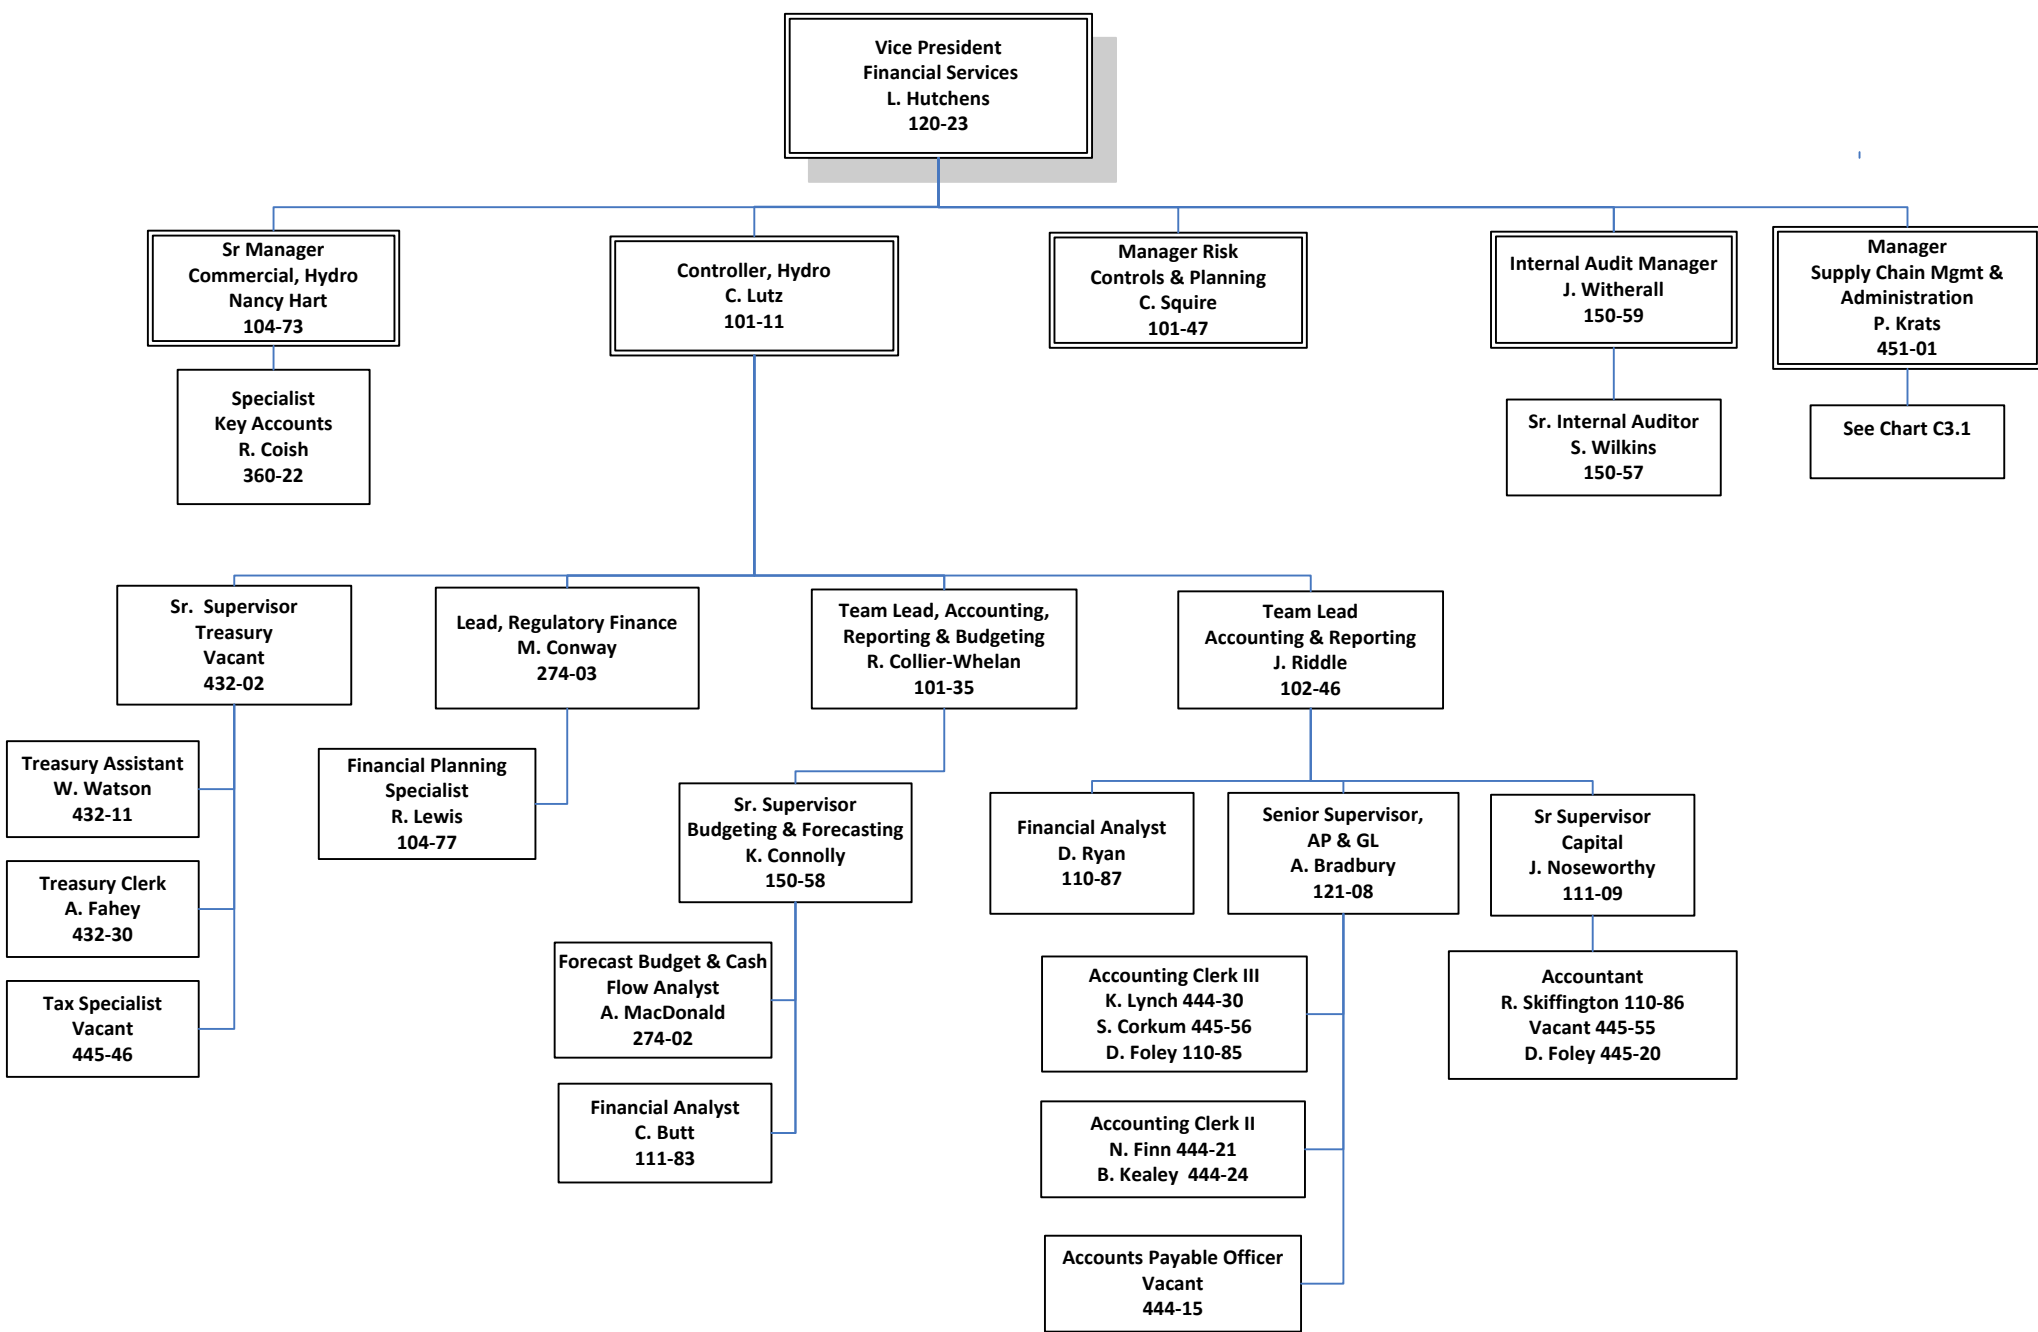 Vice President
Financial Services
L. Hutchens
120-23
Sr Manager
Commercial, Hydro
Nancy Hart
104-73
Controller, Hydro
C. Lutz
101-11
Manager Risk
Controls & Planning
C. Squire
101-47
Internal Audit Manager
J. Witherall
150-59
Manager
Supply Chain Mgmt &
Administration
P. Krats
451-01
Specialist
Key Accounts
R. Coish
360-22
Sr. Internal Auditor
S. Wilkins
150-57
See Chart C3.1
Sr. Supervisor
Treasury
Vacant
432-02
Lead, Regulatory Finance
M. Conway
274-03
Team Lead, Accounting,
Reporting & Budgeting
R. Collier-Whelan
101-35
Team Lead
Accounting & Reporting
J. Riddle
102-46
Treasury Assistant
W. Watson
432-11
Financial Planning
Specialist
R. Lewis
104-77
Sr. Supervisor
Budgeting & Forecasting
K. Connolly
150-58
Financial Analyst
D. Ryan
110-87
Senior Supervisor,
AP & GL
A. Bradbury
121-08
Sr Supervisor
Capital
J. Noseworthy
111-09
Treasury Clerk
A. Fahey
432-30
Forecast Budget & Cash
Flow Analyst
A. MacDonald
274-02
Accounting Clerk III
K. Lynch 444-30
S. Corkum 445-56
D. Foley 110-85
Accountant
R. Skiffington 110-86
Vacant 445-55
D. Foley 445-20
Tax Specialist
Vacant
445-46
Financial Analyst
C. Butt
111-83
Accounting Clerk II
N. Finn 444-21
B. Kealey 444-24
Accounts Payable Officer
Vacant
444-15